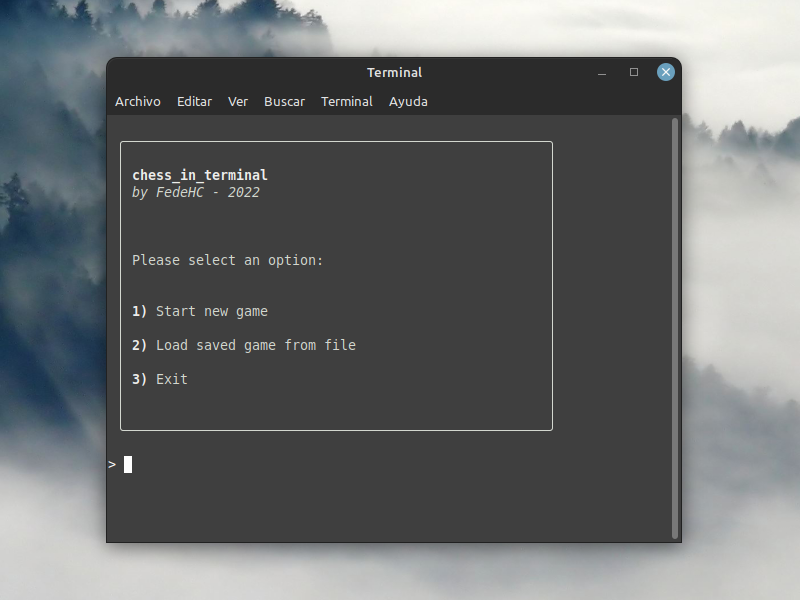 Terminal
Archivo Editar Ver Buscar Terminal Ayuda
chess_in_terminal
by FedeHC - 2022
Please select an option:
1) Start new game
2) Load saved game from file
3) Exit
>